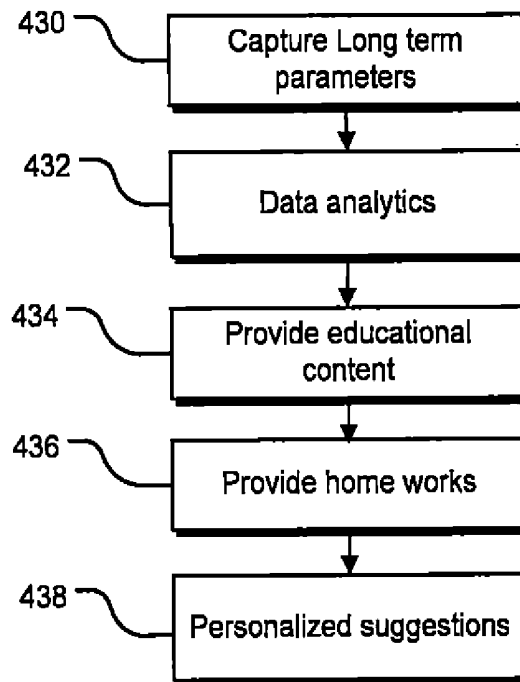 430
Capture Long term
parameters
432
Data analytics
434
Provide educational
content
436
Provide home works
438
Personalized suggestions